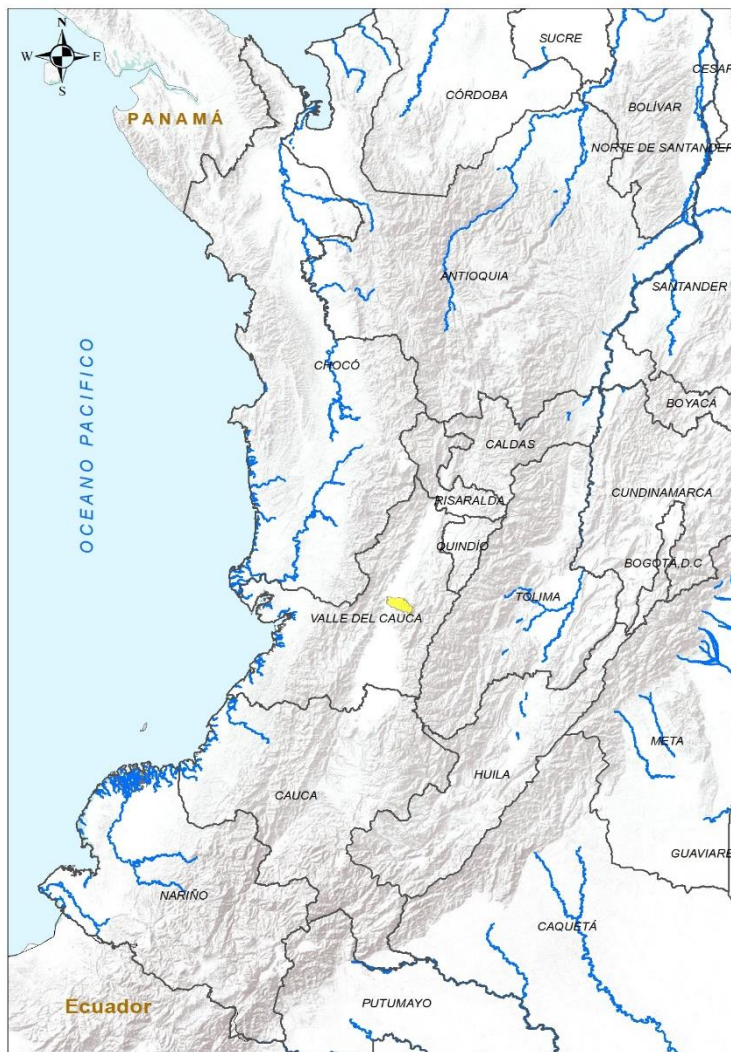 N
W E
S
SUCRE
CESAR
CÓRDOBA
BOLÍVAR
PANAMÁ
NORTE DE SANTANDER
ANTIOQUIA
SANTANDER
OCEANO PACIFICO
CHOCÓ
BOYACÁ
CALDAS
CUNDINAMARCA
RISARALDA
QUINDÍO
BOGOTÁ,D.C
TOLIMA
VALLE DEL CAUCA
META
HUILA
CAUCA
GUAVIARE
NARIÑO
CAQUETÁ
Ecuador
PUTUMAYO